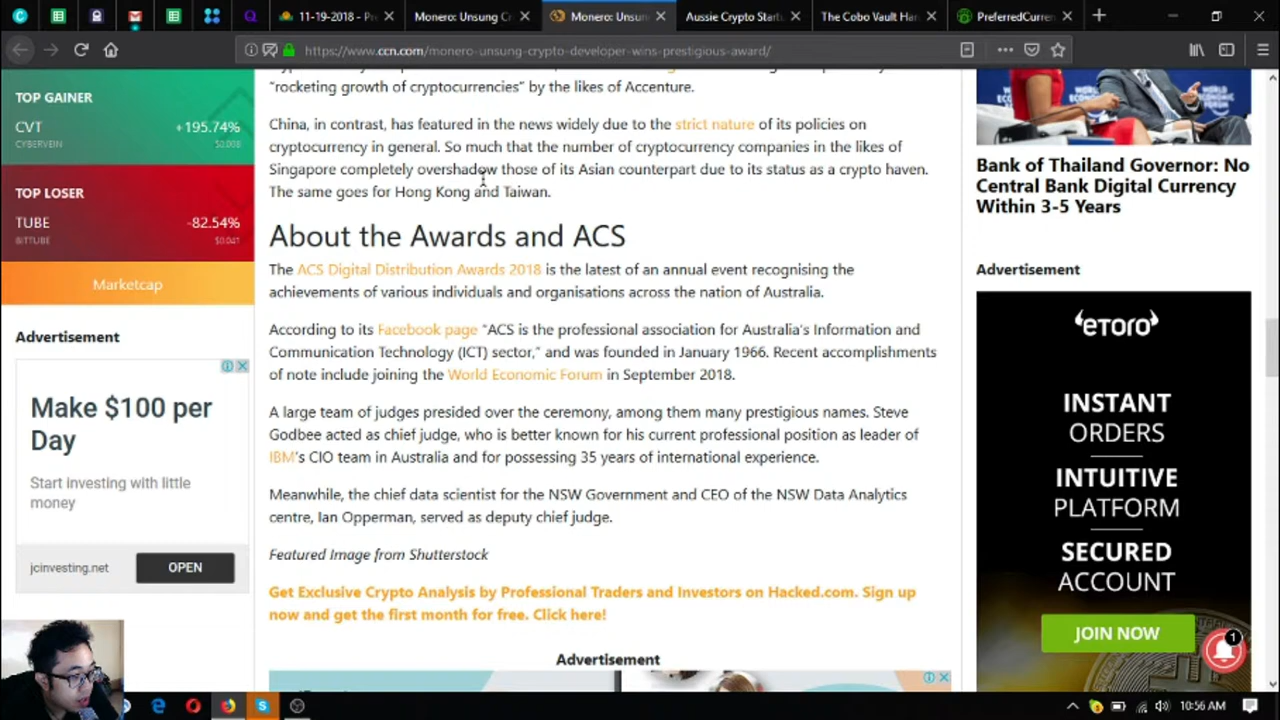 11-19-2018 - Pr
Monero: Unsung C
Monero: Unsun
Aussie Crypto Start
The Cobo Vault Har
PreferredCurre
https://www.ccn.com/monero-unsung-crypto-developer-wins-prestigious-award/
TOP GAINER
CVT
+195.74%
CYBERVEIN
$0.008
TOP LOSER
TUBE
-82.54%
BITTUBE
$0.041
Marketcap
Advertisement
Make $100 per
Day
Start investing with little
money
jcinvesting.net
OPEN
"rocketing growth of cryptocurrencies" by the likes of Accenture.
China, in contrast, has featured in the news widely due to the strict nature of its policies on
cryptocurrency in general. So much that the number of cryptocurrency companies in the likes of
Singapore completely overshadow those of its Asian counterpart due to its status as a crypto haven.
The same goes for Hong Kong and Taiwan.
About the Awards and ACS
The ACS Digital Distribution Awards 2018 is the latest of an annual event recognising the
achievements of various individuals and organisations across the nation of Australia.
According to its Facebook page "ACS is the professional association for Australia's Information and
Communication Technology (ICT) sector," and was founded in January 1966. Recent accomplishments
of note include joining the World Economic Forum in September 2018.
A large team of judges presided over the ceremony, among them many prestigious names. Steve
Godbee acted as chief judge, who is better known for his current professional position as leader of
IBM's CIO team in Australia and for possessing 35 years of international experience.
Meanwhile, the chief data scientist for the NSW Government and CEO of the NSW Data Analytics
centre, Ian Opperman, served as deputy chief judge.
Featured Image from Shutterstock
Get Exclusive Crypto Analysis by Professional Traders and Investors on Hacked.com. Sign up
now and get the first month for free. Click here!
Advertisement
Bank of Thailand Governor: No
Central Bank Digital Currency
Within 3-5 Years
Advertisement
eToro
INSTANT
ORDERS
INTUITIVE
PLATFORM
SECURED
ACCOUNT
JOIN NOW
1
10:56 AM